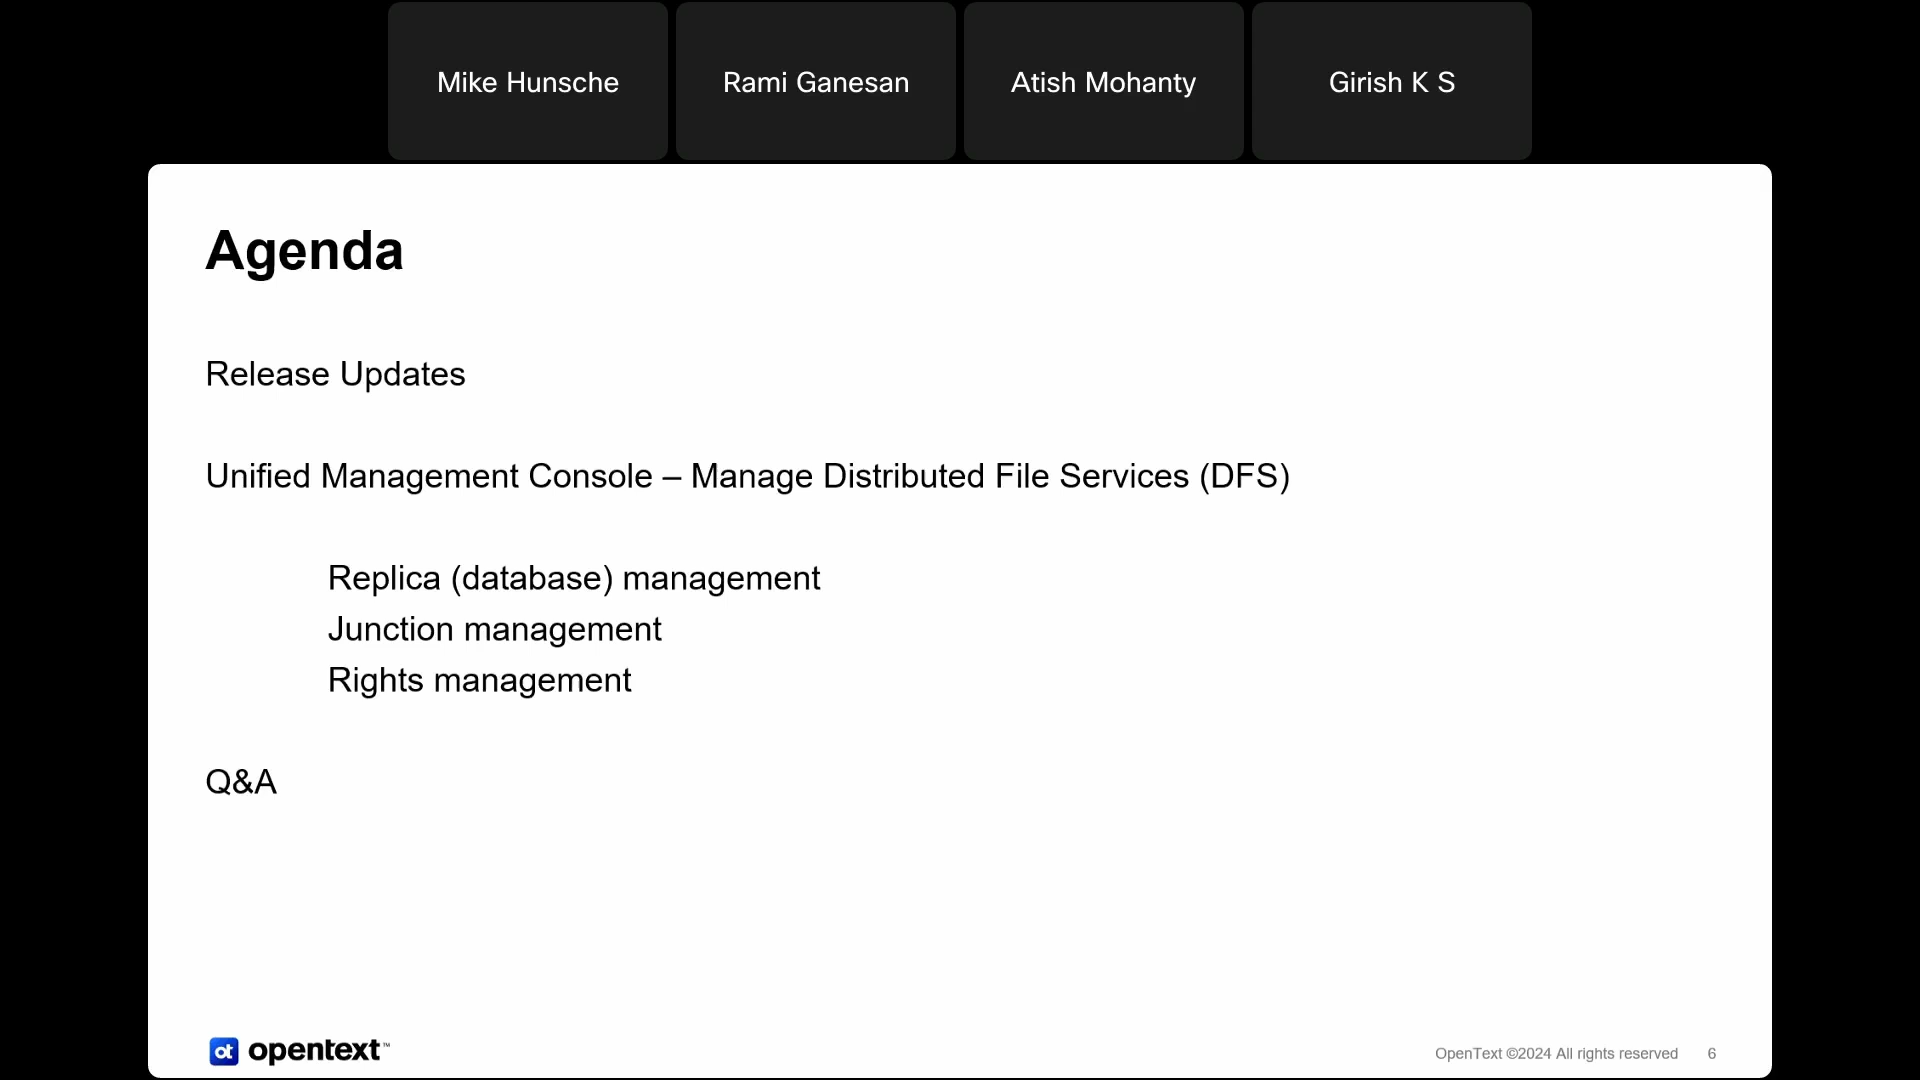 Mike Hunsche
Rami Ganesan
Atish Mohanty
Girish K S
Agenda
Release Updates
Unified Management Console – Manage Distributed File Services (DFS)
Replica (database) management
Junction management
Rights management
Q&A
ot opentext™
OpenText ©2024 All rights reserved 6